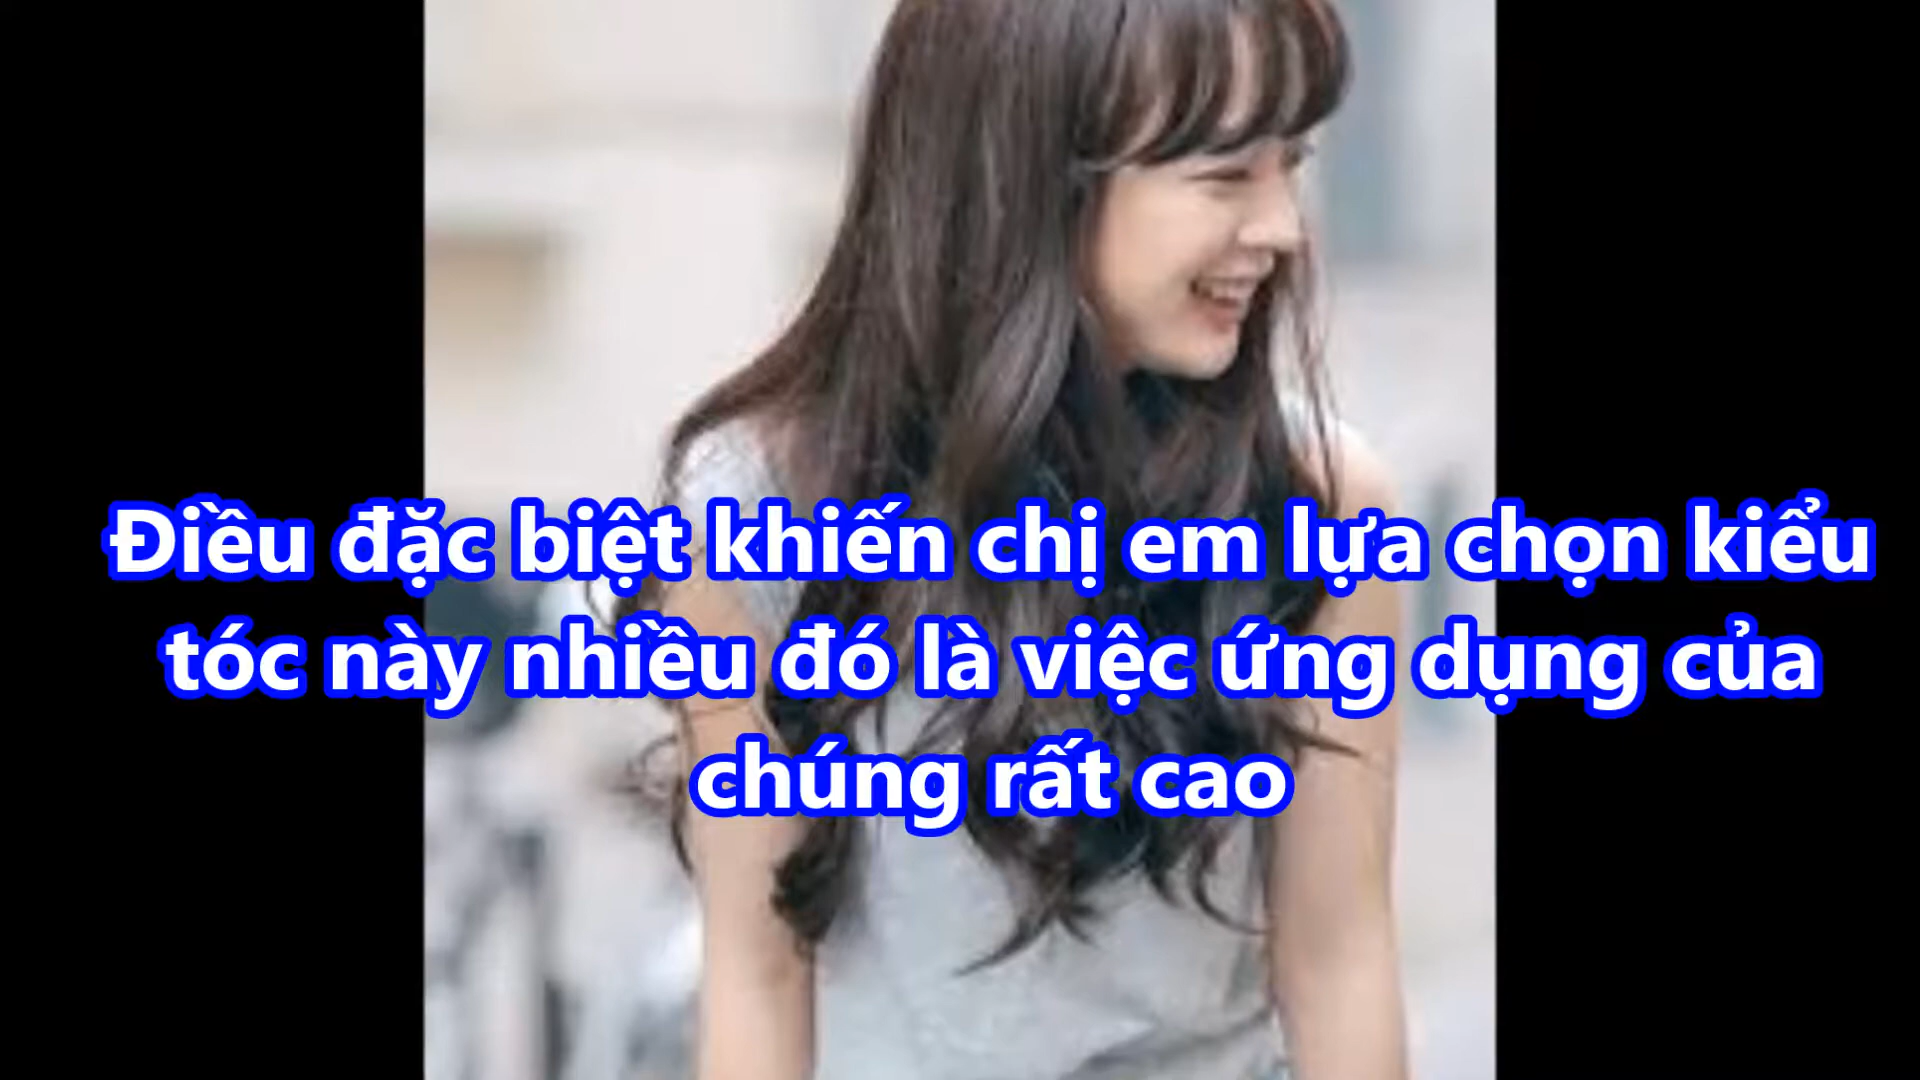 Điều đặc biệt khiến chị em lựa chọn kiểu
tóc này nhiều đó là việc ứng dụng của
chúng rất cao